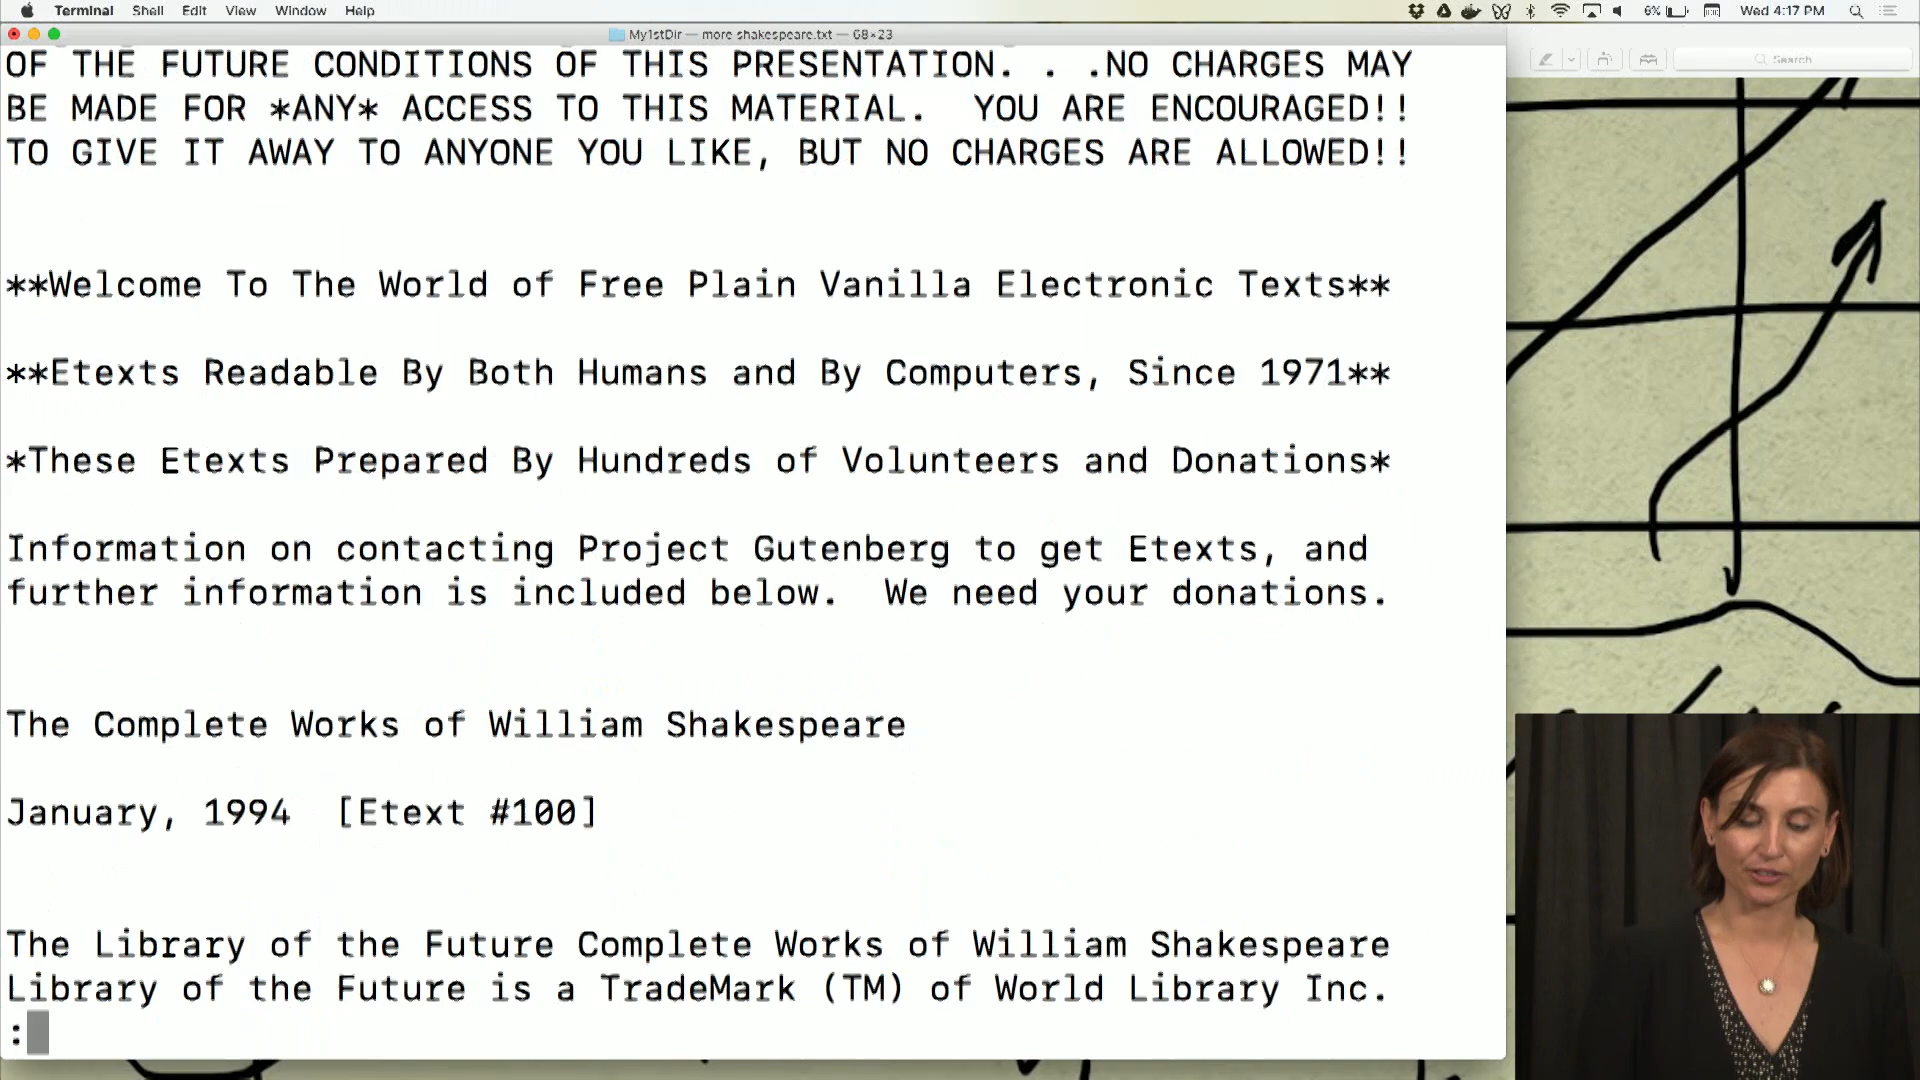 Terminal Shell Edit View Window Help 6% Wed 4:17 PM
My1stDir — more shakespeare.txt — 68×23
Search
OF THE FUTURE CONDITIONS OF THIS PRESENTATION. . .NO CHARGES MAY
BE MADE FOR *ANY* ACCESS TO THIS MATERIAL.  YOU ARE ENCOURAGED!!
TO GIVE IT AWAY TO ANYONE YOU LIKE, BUT NO CHARGES ARE ALLOWED!!
**Welcome To The World of Free Plain Vanilla Electronic Texts**
**Etexts Readable By Both Humans and By Computers, Since 1971**
*These Etexts Prepared By Hundreds of Volunteers and Donations*
Information on contacting Project Gutenberg to get Etexts, and
further information is included below.  We need your donations.
The Complete Works of William Shakespeare
January, 1994  [Etext #100]
The Library of the Future Complete Works of William Shakespeare
Library of the Future is a TradeMark (TM) of World Library Inc.
: